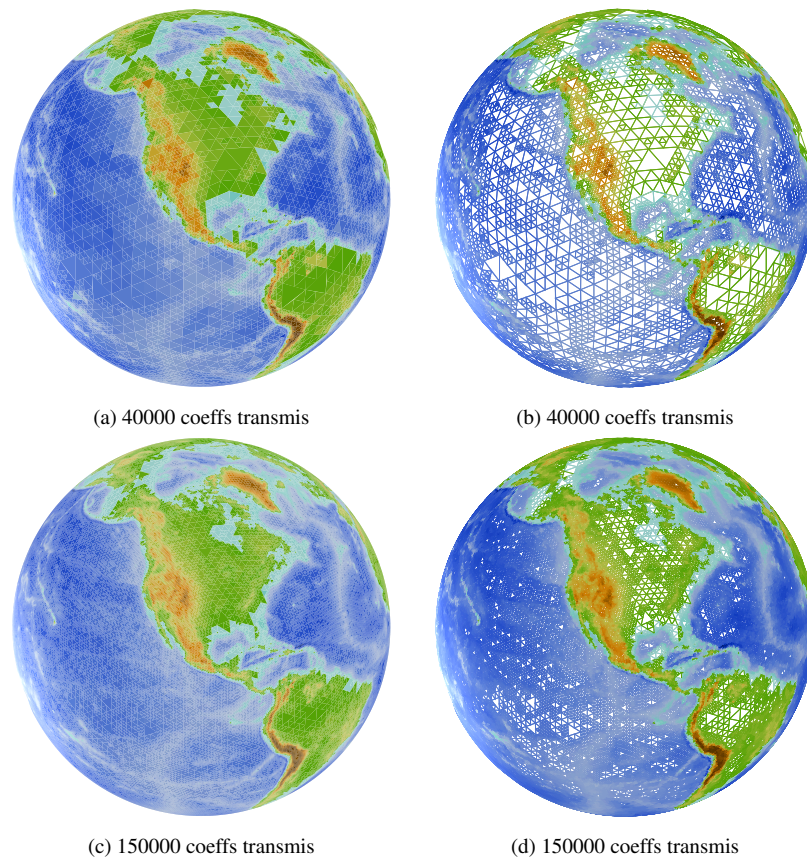 (a) 40000 coeffs transmis
(b) 40000 coeffs transmis
(c) 150000 coeffs transmis
(d) 150000 coeffs transmis